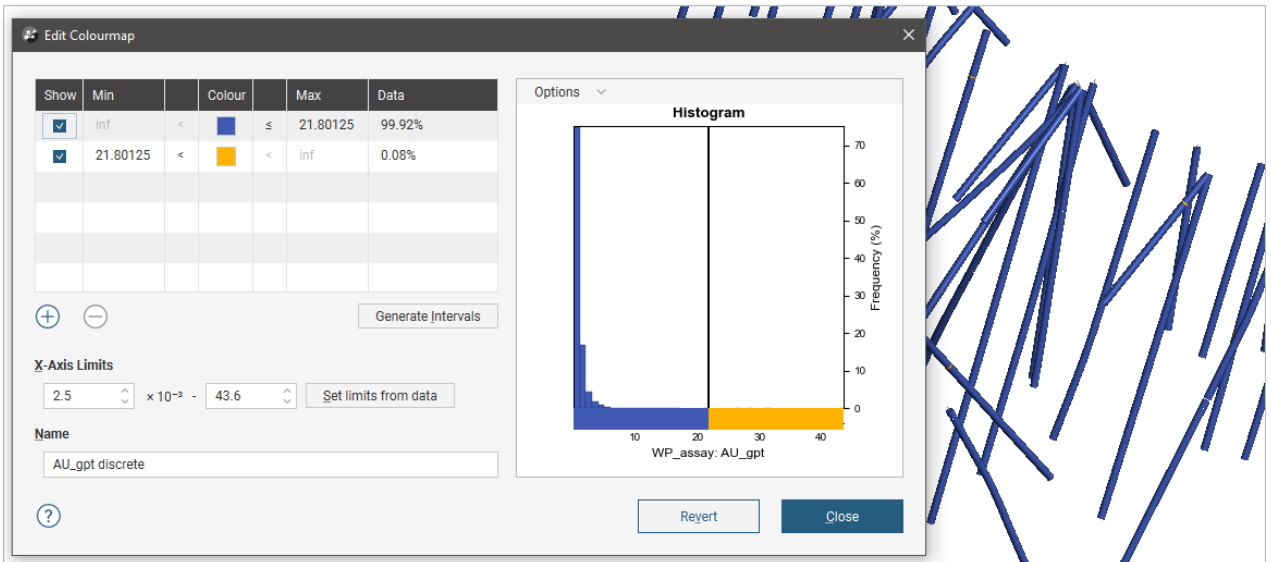 Edit Colourmap
Show Min Colour Max Data
inf < ≤ 21.80125 99.92%
21.80125 < < inf 0.08%
Generate Intervals
X-Axis Limits
2.5 × 10⁻³ - 43.6 Set limits from data
Name
AU_gpt discrete
Options
Histogram
70
60
50
40
30
20
10
0
Frequency (%)
10 20 30 40
WP_assay: AU_gpt
Revert Close